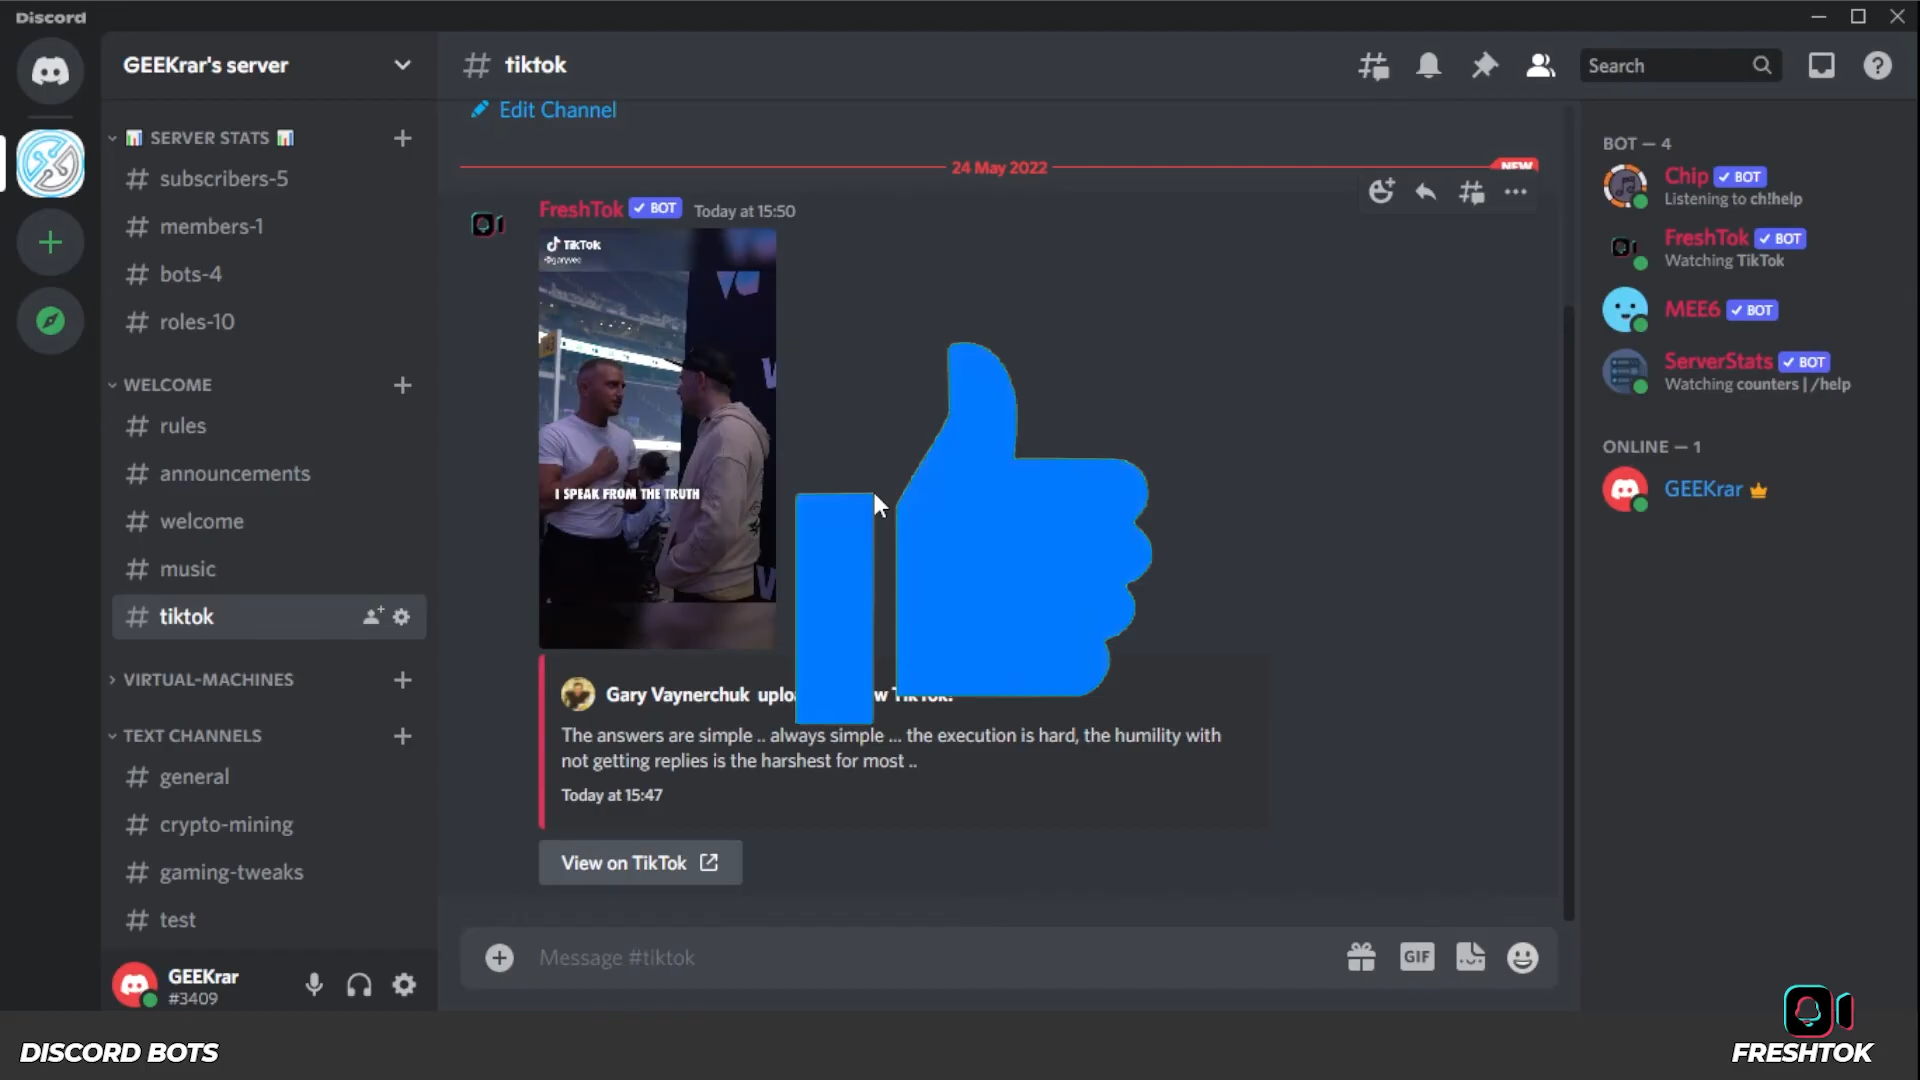 Discord
GEEKrar's server
SERVER STATS
subscribers-5
members-1
bots-4
roles-10
WELCOME
rules
announcements
welcome
music
tiktok
VIRTUAL-MACHINES
TEXT CHANNELS
general
crypto-mining
gaming-tweaks
test
GEEKrar
#3409
tiktok
Search
Edit Channel
24 May 2022
NEW
FreshTok BOT Today at 15:50
TikTok
@garyvee
I SPEAK FROM THE TRUTH
Gary Vaynerchuk
The answers are simple .. always simple ... the execution is hard, the humility with
not getting replies is the harshest for most ..
Today at 15:47
View on TikTok
Message #tiktok
GIF
BOT — 4
Chip BOT
Listening to ch!help
FreshTok BOT
Watching TikTok
MEE6 BOT
ServerStats BOT
Watching counters | /help
ONLINE — 1
GEEKrar
DISCORD BOTS
FRESHTOK